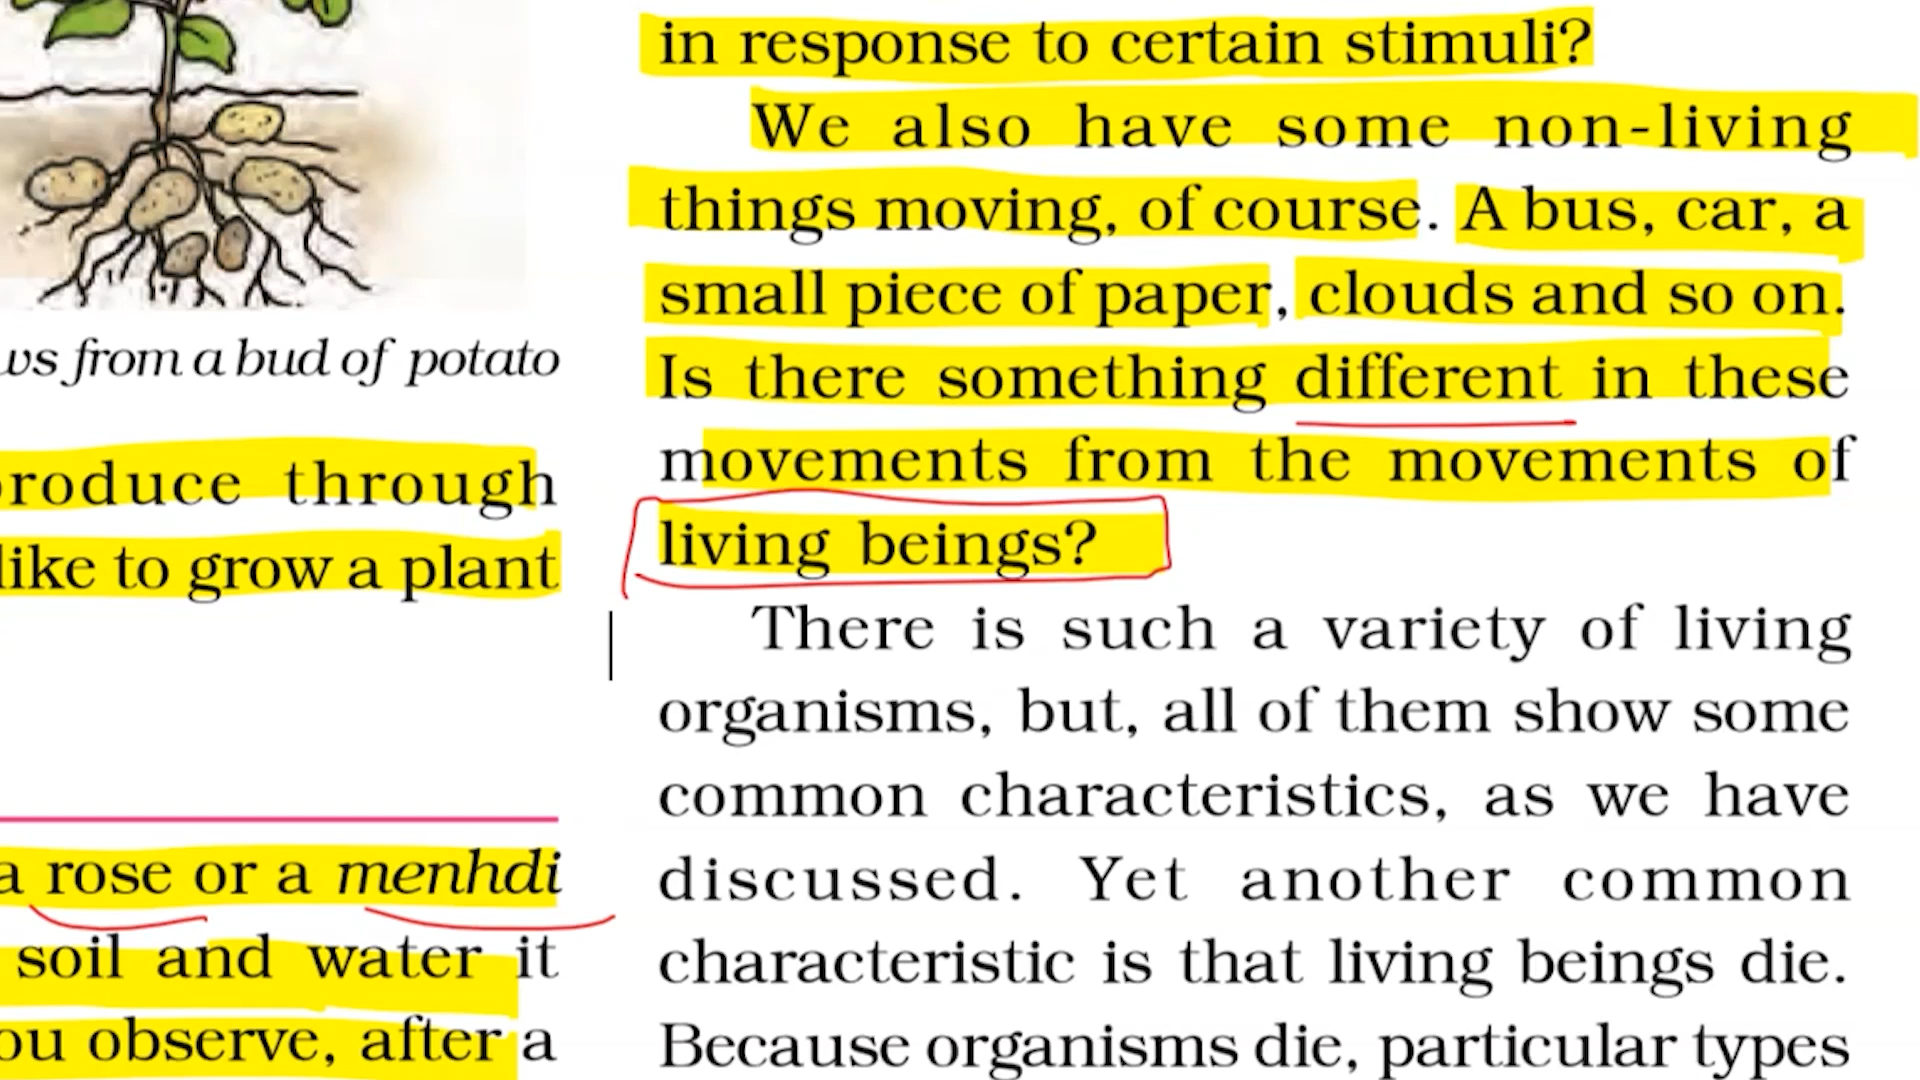 ws from a bud of potato
produce through
like to grow a plant
a rose or a menhdi
soil and water it
ou observe, after a
in response to certain stimuli?
We also have some non-living
things moving, of course. A bus, car, a
small piece of paper, clouds and so on.
Is there something different in these
movements from the movements of
living beings?
There is such a variety of living
organisms, but, all of them show some
common characteristics, as we have
discussed. Yet another common
characteristic is that living beings die.
Because organisms die, particular types